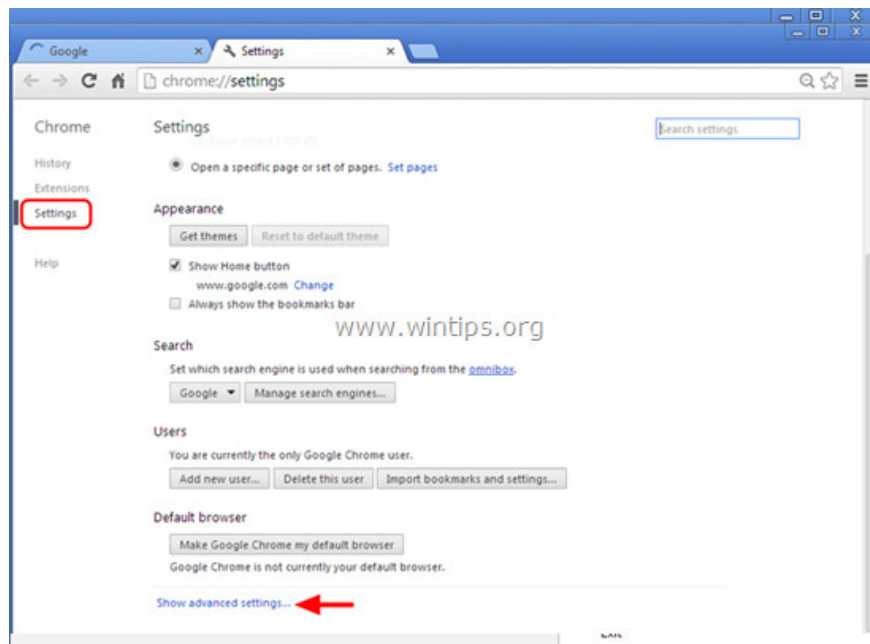 Google
Settings
chrome://settings
Chrome
Settings
Search settings
History
Open a specific page or set of pages. Set pages
Extensions
Settings
Appearance
Get themes
Reset to default theme
Help
Show Home button
www.google.com Change
Always show the bookmarks bar
www.wintips.org
Search
Set which search engine is used when searching from the omnibox.
Google
Manage search engines...
Users
You are currently the only Google Chrome user.
Add new user...
Delete this user
Import bookmarks and settings...
Default browser
Make Google Chrome my default browser
Google Chrome is not currently your default browser.
Show advanced settings...